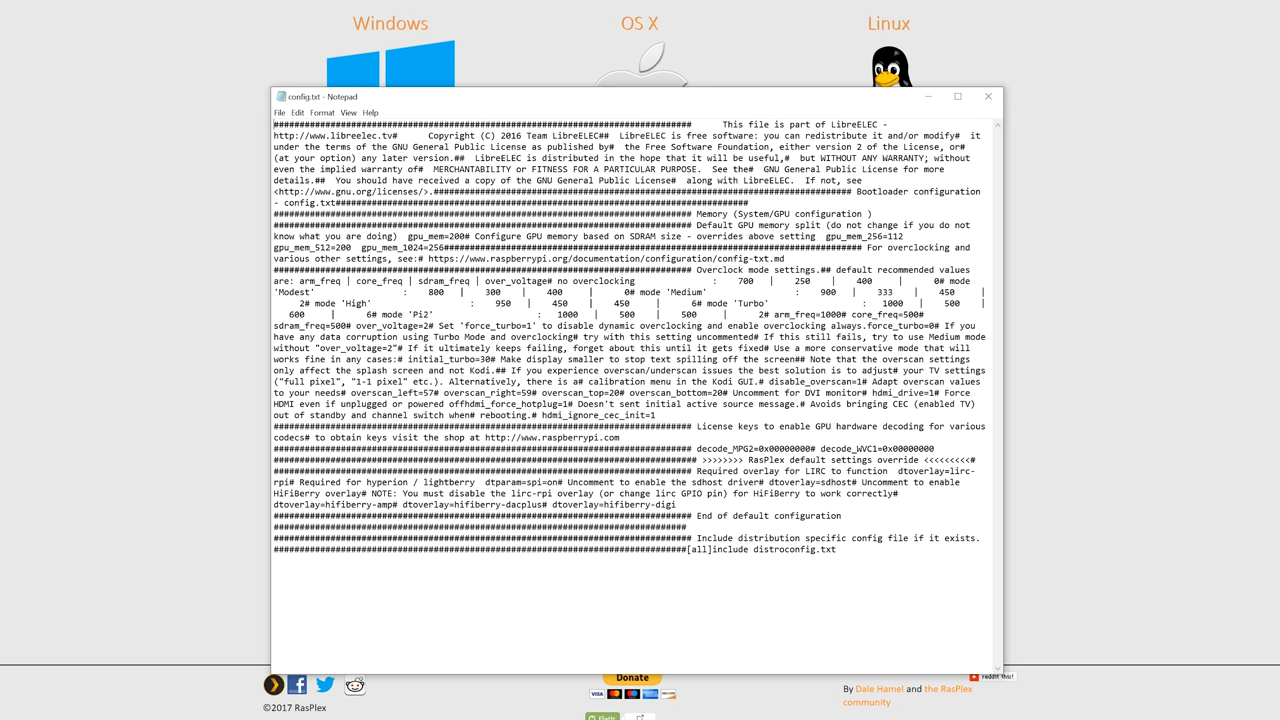 Windows
OS X
Linux
config.txt - Notepad
File Edit Format View Help
################################################################################      This file is part of LibreELEC -
http://www.libreelec.tv#      Copyright (C) 2016 Team LibreELEC##  LibreELEC is free software: you can redistribute it and/or modify#  it
under the terms of the GNU General Public License as published by#  the Free Software Foundation, either version 2 of the License, or#
(at your option) any later version.##  LibreELEC is distributed in the hope that it will be useful,#  but WITHOUT ANY WARRANTY; without
even the implied warranty of#  MERCHANTABILITY or FITNESS FOR A PARTICULAR PURPOSE.  See the#  GNU General Public License for more
details.##  You should have received a copy of the GNU General Public License#  along with LibreELEC.  If not, see
<http://www.gnu.org/licenses/>.################################################################################ Bootloader configuration
- config.txt################################################################################
################################################################################ Memory (System/GPU configuration )
################################################################################ Default GPU memory split (do not change if you do not
know what you are doing)  gpu_mem=200# Configure GPU memory based on SDRAM size - overrides above setting  gpu_mem_256=112
gpu_mem_512=200  gpu_mem_1024=256################################################################################ For overclocking and
various other settings, see:# https://www.raspberrypi.org/documentation/configuration/config-txt.md
################################################################################ Overclock mode settings.## default recommended values
are: arm_freq | core_freq | sdram_freq | over_voltage# no overclocking         :    700    |    250    |    400     |       0# mode
'Modest'                 :    800   |    300    |    400     |       0# mode 'Medium'                 :    900   |    333    |    450     |
2# mode 'High'                   :    950   |    450    |    450     |      6# mode 'Turbo'                  :   1000   |    500    |
600     |      6# mode 'Pi2'                  :   1000   |    500    |    500     |      2# arm_freq=1000# core_freq=500#
sdram_freq=500# over_voltage=2# Set 'force_turbo=1' to disable dynamic overclocking and enable overclocking always.force_turbo=0# If you
have any data corruption using Turbo Mode and overclocking# try with this setting uncommented# If this still fails, try to use Medium mode
without "over_voltage=2"# If it ultimately keeps failing, forget about this until it gets fixed# Use a more conservative mode that will
works fine in any cases:# initial_turbo=30# Make display smaller to stop text spilling off the screen## Note that the overscan settings
only affect the splash screen and not Kodi.## If you experience overscan/underscan issues the best solution is to adjust# your TV settings
("full pixel", "1-1 pixel" etc.). Alternatively, there is a# calibration menu in the Kodi GUI.# disable_overscan=1# Adapt overscan values
to your needs# overscan_left=57# overscan_right=59# overscan_top=20# overscan_bottom=20# Uncomment for DVI monitor# hdmi_drive=1# Force
HDMI even if unplugged or powered offhdmi_force_hotplug=1# Doesn't sent initial active source message.# Avoids bringing CEC (enabled TV)
out of standby and channel switch when# rebooting.# hdmi_ignore_cec_init=1
################################################################################ License keys to enable GPU hardware decoding for various
codecs# to obtain keys visit the shop at http://www.raspberrypi.com
################################################################################ decode_MPG2=0x00000000# decode_WVC1=0x00000000
################################################################################# >>>>>>>> RasPlex default settings override <<<<<<<<<#
################################################################################ Required overlay for LIRC to function  dtoverlay=lirc-
rpi# Required for hyperion / lightberry  dtparam=spi=on# Uncomment to enable the sdhost driver# dtoverlay=sdhost# Uncomment to enable
HiFiBerry overlay# NOTE: You must disable the lirc-rpi overlay (or change lirc GPIO pin) for HiFiBerry to work correctly#
dtoverlay=hifiberry-amp# dtoverlay=hifiberry-dacplus# dtoverlay=hifiberry-digi
################################################################################ End of default configuration
################################################################################
################################################################################ Include distribution specific config file if it exists.
################################################################################[all]include distroconfig.txt
Donate
VISA
reddit this!
By Dale Hamel and the RasPlex
community
©2017 RasPlex
Flattr